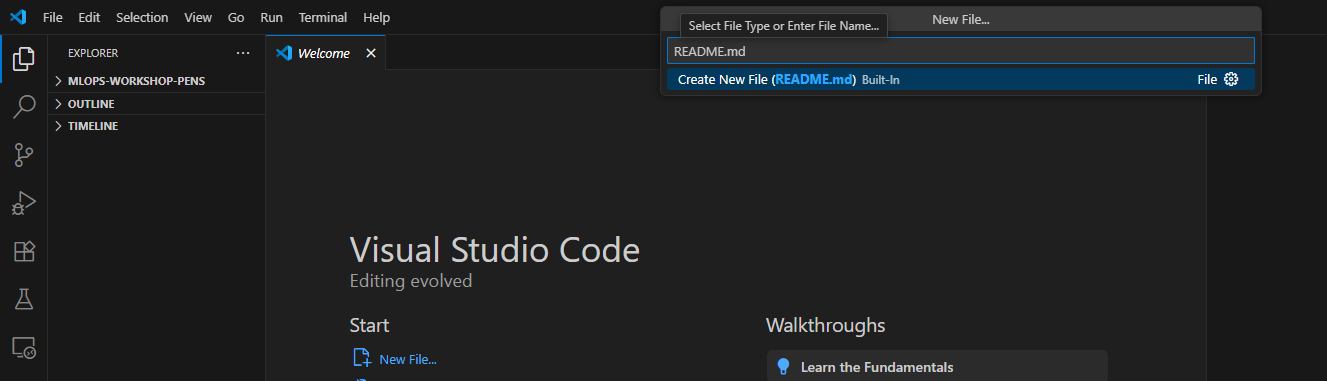 File Edit Selection View Go Run Terminal Help
New File...
Select File Type or Enter File Name...
README.md
Create New File (README.md) Built-In File
EXPLORER ···
MLOPS-WORKSHOP-PENS
OUTLINE
TIMELINE
Welcome
Visual Studio Code
Editing evolved
Start
New File...
Walkthroughs
Learn the Fundamentals